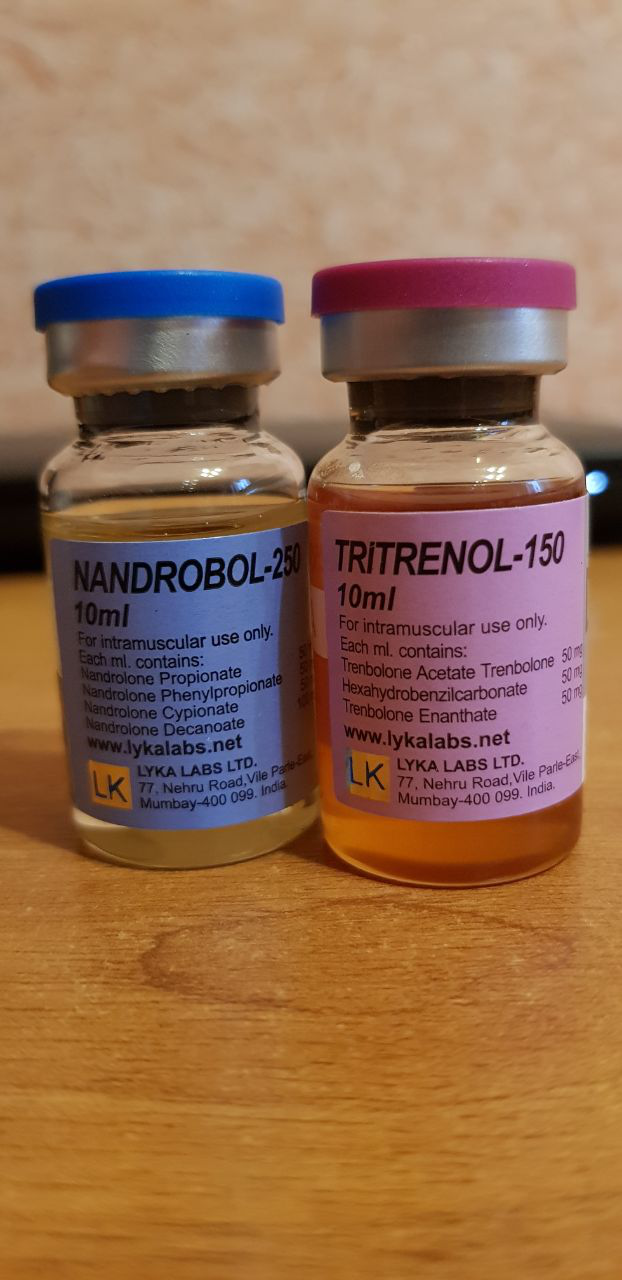 NANDROBOL-250
10ml
For intramuscular use only.
Each ml. contains:
Nandrolone Propionate
Nandrolone Phenylpropionate
Nandrolone Cypionate
Nandrolone Decanoate
www.lykalabs.net
LK
LYKA LABS LTD.
77, Nehru Road,Vile Parle-East.
Mumbay-400 099. India.
TRITRENOL-150
10ml
For intramuscular use only.
Each ml. contains:
Trenbolone Acetate Trenbolone 50 mg
Hexahydrobenzilcarbonate 50 mg
Trenbolone Enanthate 50 mg
www.lykalabs.net
LK
LYKA LABS LTD.
77, Nehru Road,Vile Parle-East.
Mumbay-400 099. India.